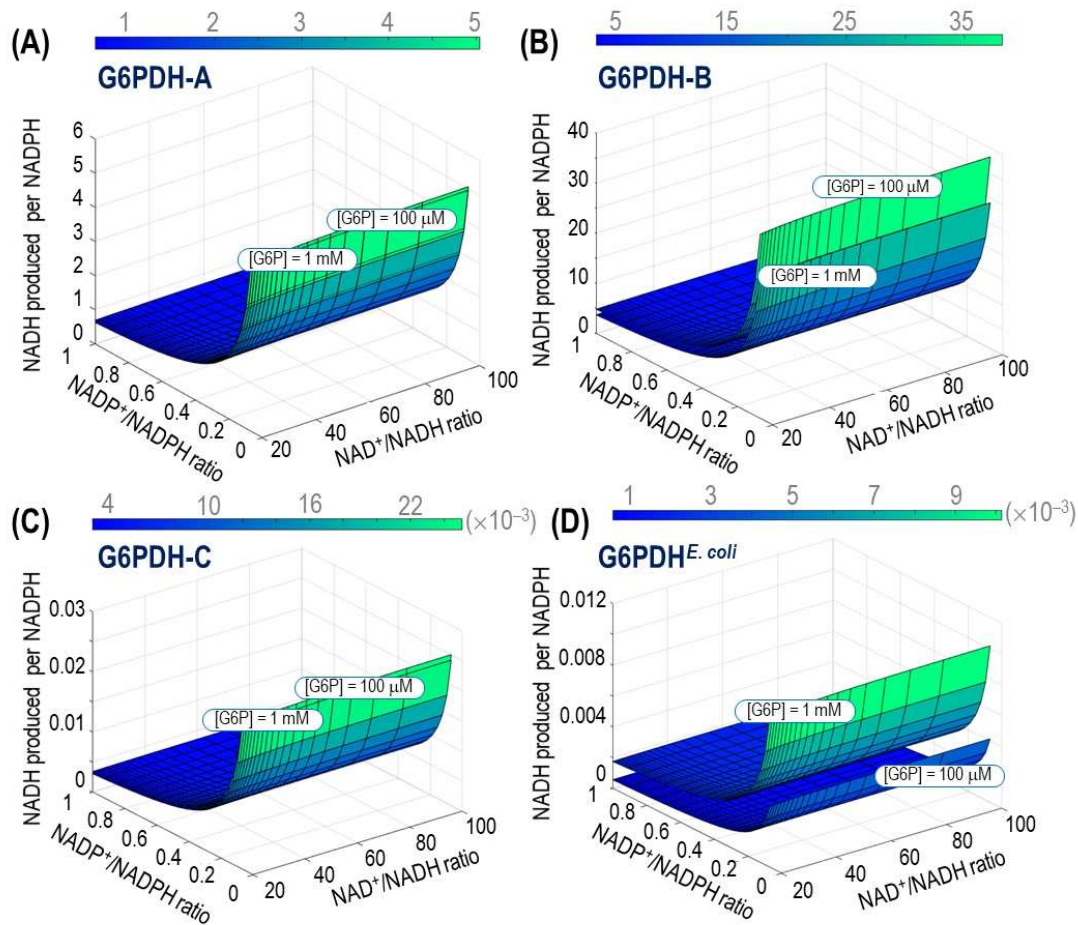 (A)
1 2 3 4 5
G6PDH-A
NADH produced per NADPH
6
5
4
3
2
1
0
[G6P] = 100 μM
[G6P] = 1 mM
1
0.8
0.6
0.4
0.2
0
NADP+/NADPH ratio
20
40
60
80
100
NAD+/NADH ratio
(B)
5 15 25 35
G6PDH-B
NADH produced per NADPH
40
30
20
10
0
[G6P] = 100 μM
[G6P] = 1 mM
1
0.8
0.6
0.4
0.2
0
NADP+/NADPH ratio
20
40
60
80
100
NAD+/NADH ratio
(C)
4 10 16 22
(×10−3)
G6PDH-C
NADH produced per NADPH
0.03
0.02
0.01
0
[G6P] = 100 μM
[G6P] = 1 mM
1
0.8
0.6
0.4
0.2
0
NADP+/NADPH ratio
20
40
60
80
100
NAD+/NADH ratio
(D)
1 3 5 7 9
(×10−3)
G6PDH E. coli
NADH produced per NADPH
0.012
0.008
0.004
0
[G6P] = 1 mM
[G6P] = 100 μM
1
0.8
0.6
0.4
0.2
0
NADP+/NADPH ratio
20
40
60
80
100
NAD+/NADH ratio